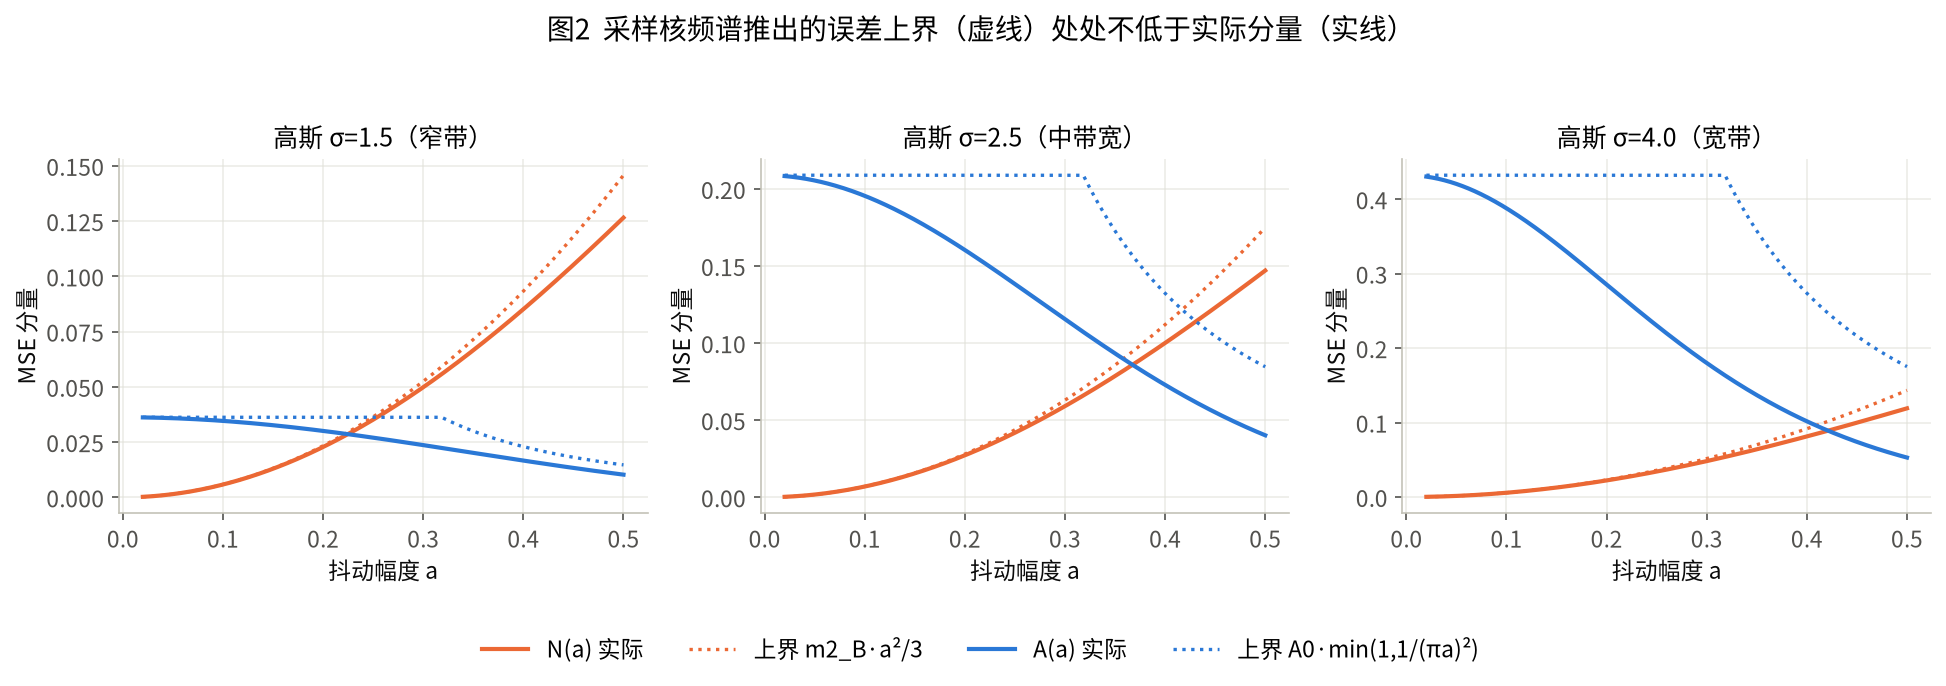 图2 采样核频谱推出的误差上界（虚线）处处不低于实际分量（实线）
高斯 σ=1.5（窄带）
MSE 分量
0.150
0.125
0.100
0.075
0.050
0.025
0.000
0.0 0.1 0.2 0.3 0.4 0.5
抖动幅度 a
高斯 σ=2.5（中带宽）
MSE 分量
0.20
0.15
0.10
0.05
0.00
0.0 0.1 0.2 0.3 0.4 0.5
抖动幅度 a
高斯 σ=4.0（宽带）
MSE 分量
0.4
0.3
0.2
0.1
0.0
0.0 0.1 0.2 0.3 0.4 0.5
抖动幅度 a
N(a) 实际
上界 m2_B·a²/3
A(a) 实际
上界 A0·min(1,1/(πa)²)